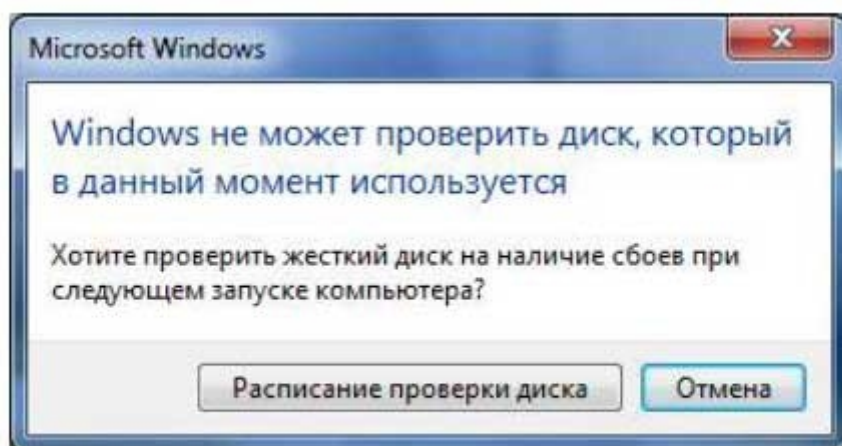 Microsoft Windows
Windows не может проверить диск, который
в данный момент используется
Хотите проверить жесткий диск на наличие сбоев при
следующем запуске компьютера?
Расписание проверки диска
Отмена